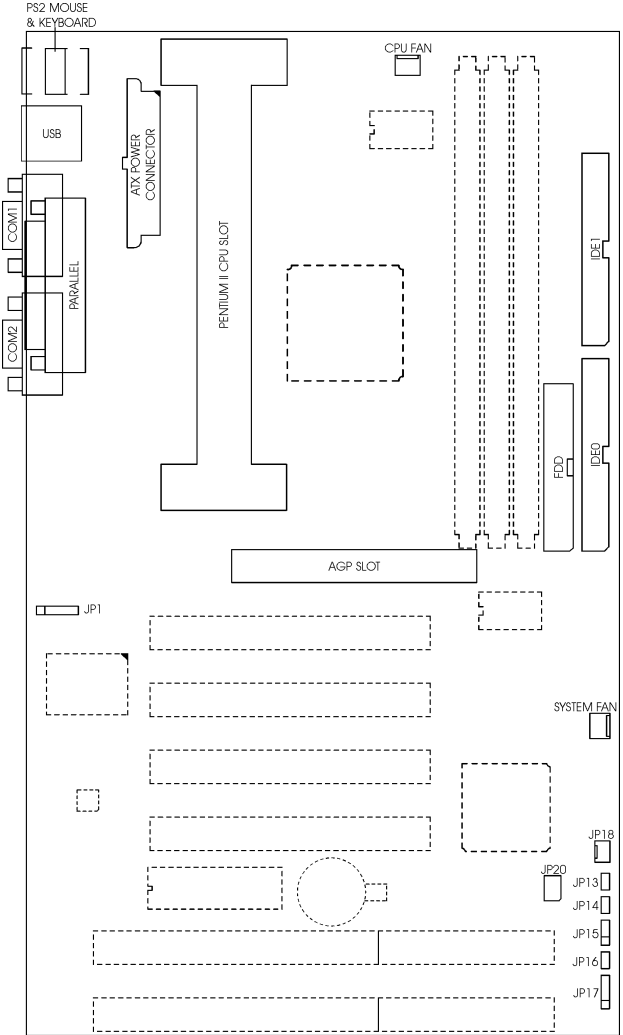 PS2 MOUSE
& KEYBOARD
CPU FAN
USB
ATX POWER
CONNECTOR
COM1
PARALLEL
COM2
PENTIUM II CPU SLOT
IDE1
FDD
IDE0
AGP SLOT
JP1
SYSTEM FAN
JP18
JP20
JP13
JP14
JP15
JP16
JP17